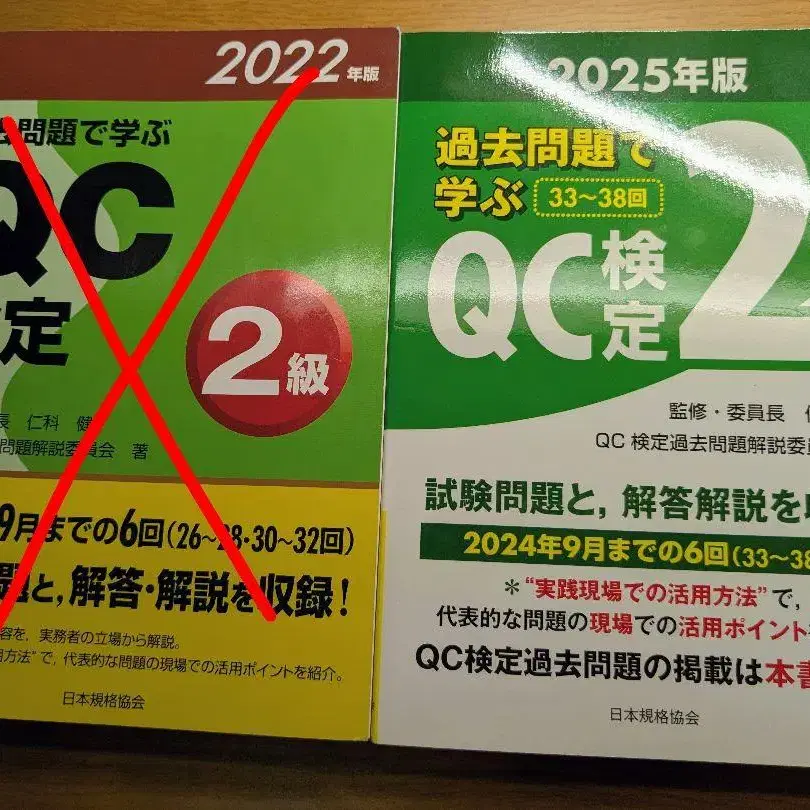 2022年版
問題で学ぶ
QC
定
2級
長 仁科 健
問題解説委員会 著
9月までの6回(26~28・30~32回)
題と,解答・解説を収録!
容を,実務者の立場から解説。
用方法”で,代表的な問題の現場での活用ポイントを紹介。
日本規格協会
2025年版
過去問題で
学ぶ 33~38回
QC検定 2
監修・委員長
QC検定過去問題解説委
試験問題と,解答解説を
2024年9月までの6回(33~38
*“実践現場での活用方法”で,
代表的な問題の現場での活用ポイント
QC検定過去問題の掲載は本書
日本規格協会